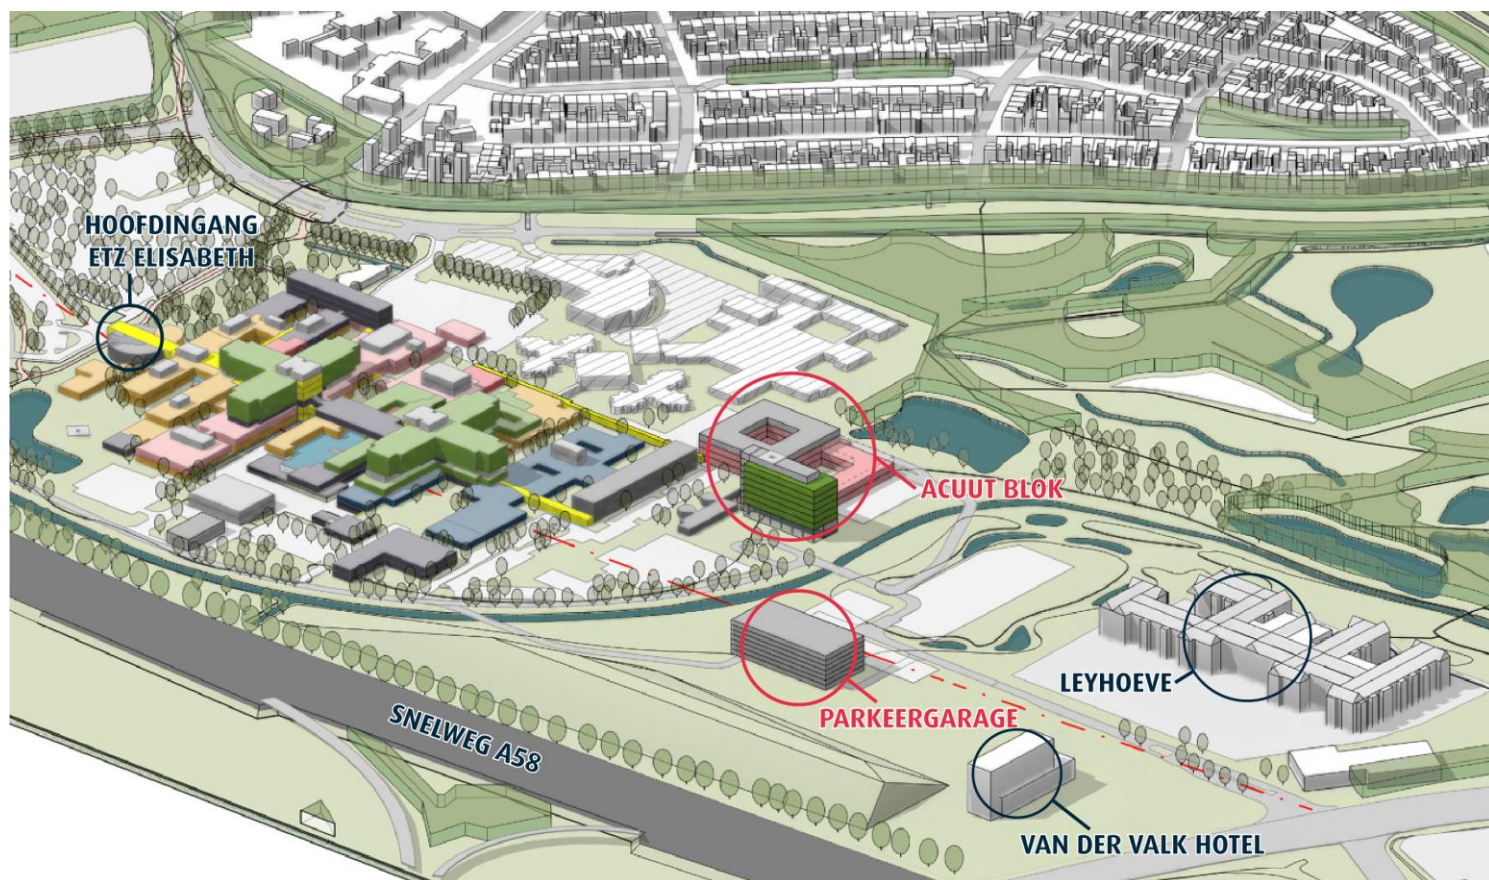 HOOFDINGANG
ETZ ELISABETH
ACUUT BLOK
LEYHOEVE
PARKEERGARAGE
SNELWEG A58
VAN DER VALK HOTEL